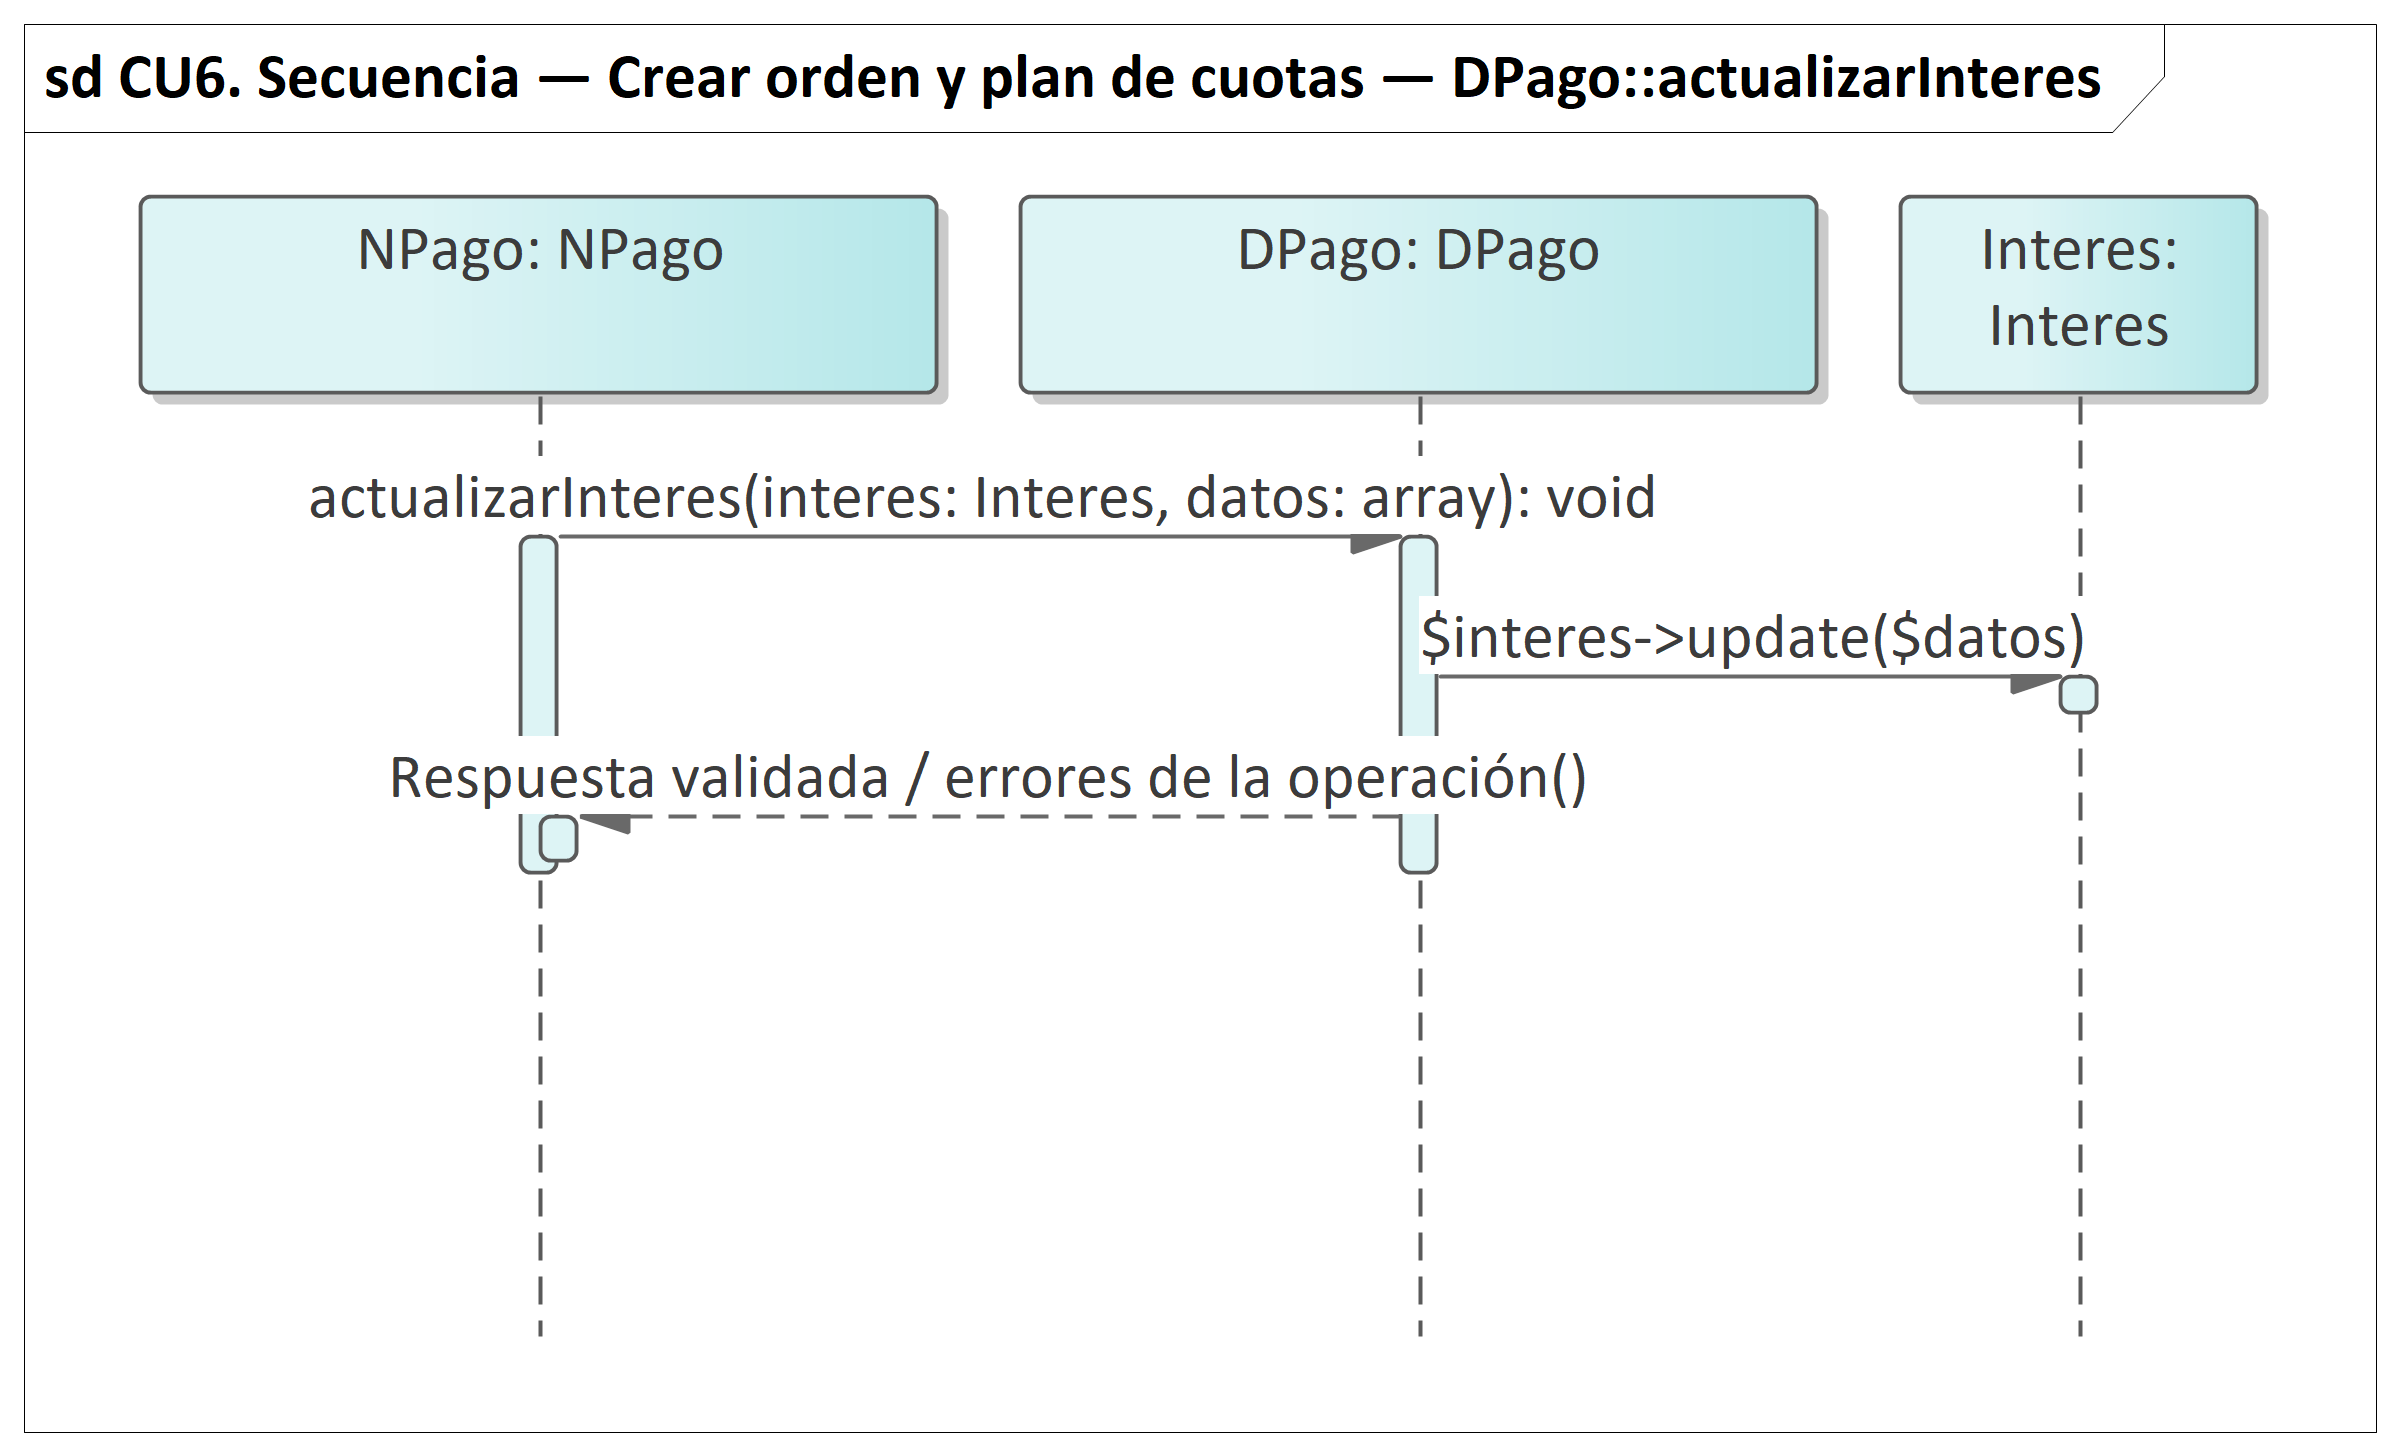 sd CU6. Secuencia — Crear orden y plan de cuotas — DPago::actualizarInteres
NPago: NPago
DPago: DPago
Interes:
Interes
actualizarInteres(interes: Interes, datos: array): void
$interes->update($datos)
Respuesta validada / errores de la operación()